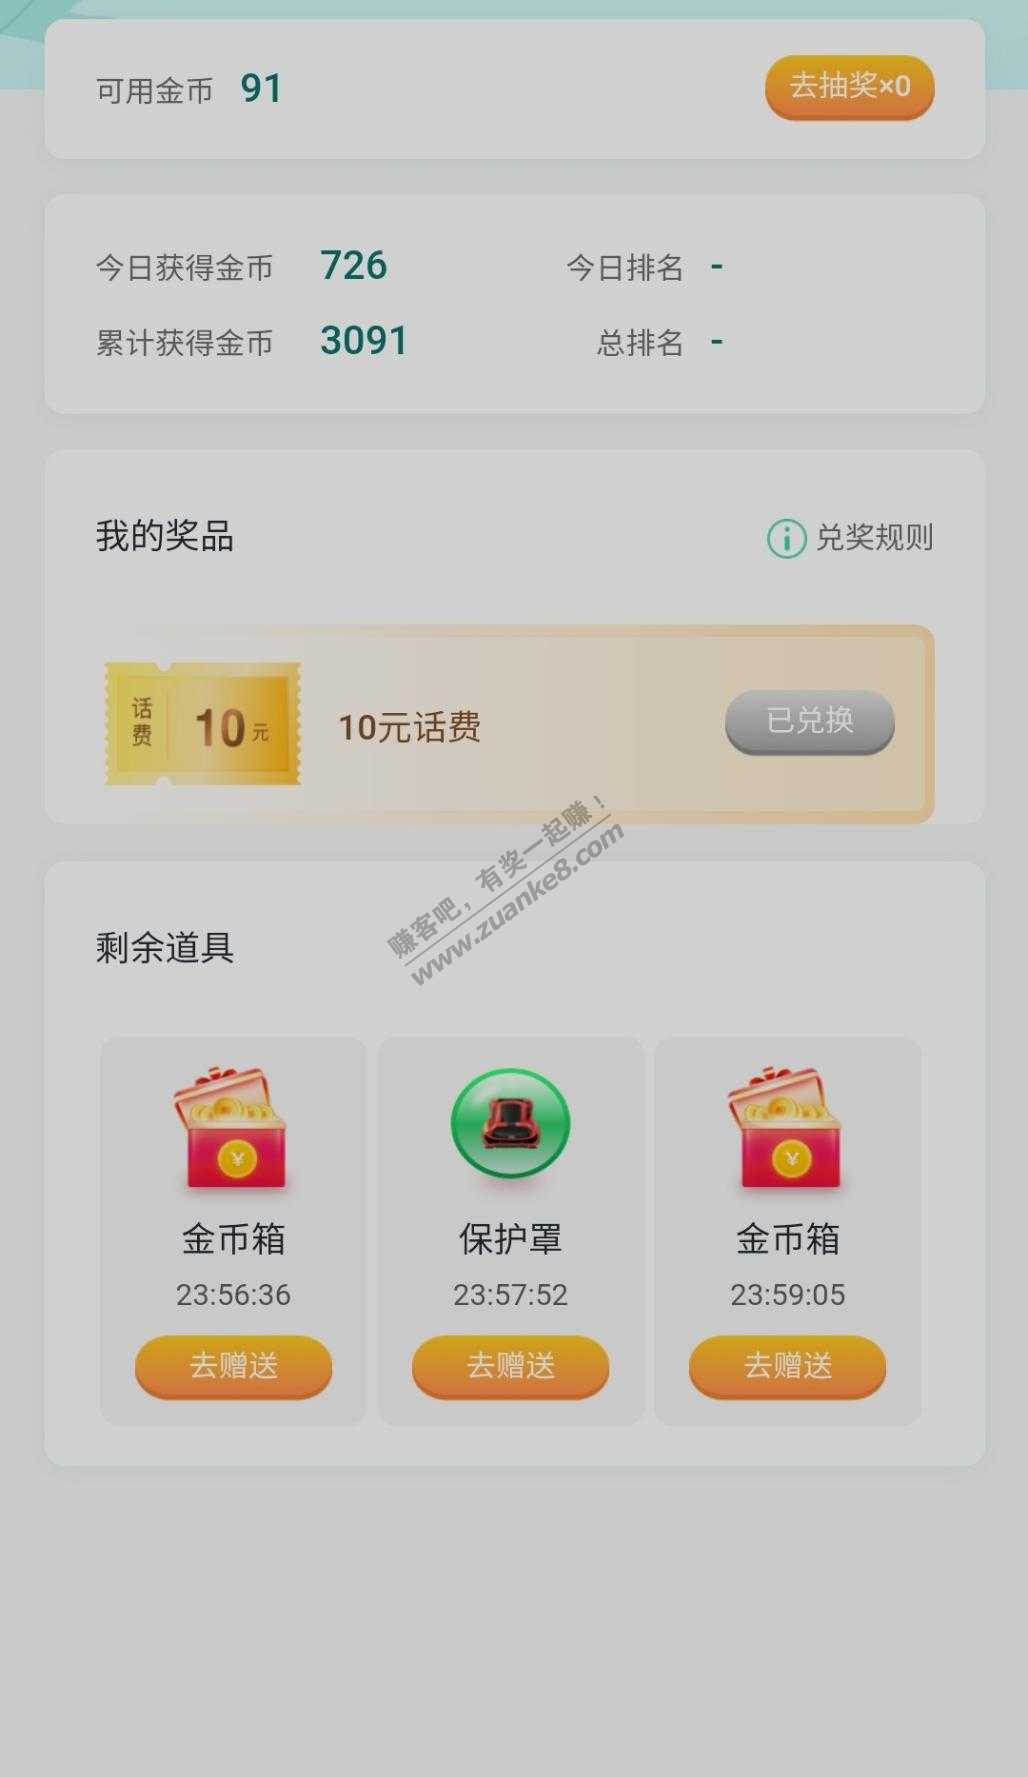 可用金币 91 去抽奖×0
今日获得金币 726 今日排名 -
累计获得金币 3091 总排名 -
我的奖品 兑奖规则
话费 10元 10元话费 已兑换
赚客吧，有奖一起赚！
www.zuanke8.com
剩余道具
金币箱 保护罩 金币箱
23:56:36 23:57:52 23:59:05
去赠送 去赠送 去赠送